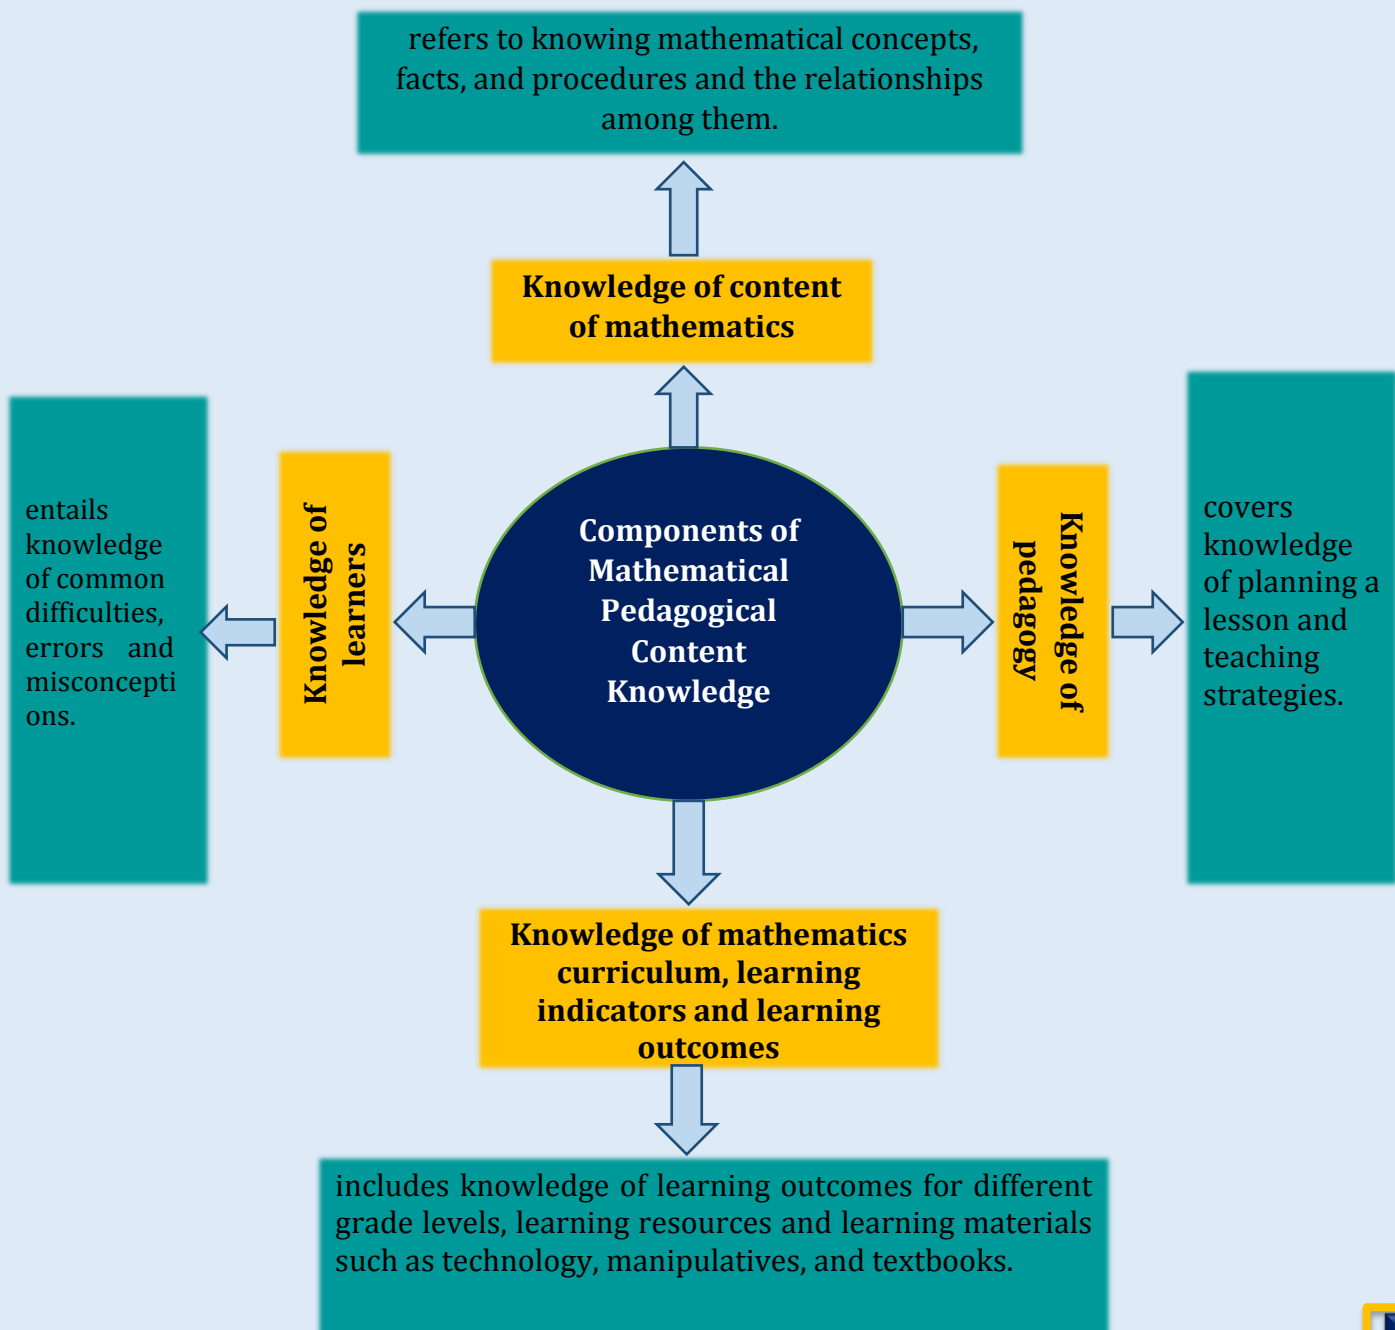 refers to knowing mathematical concepts,
facts, and procedures and the relationships
among them.
Knowledge of content
of mathematics
entails
knowledge
of common
difficulties,
errors and
misconcepti
ons.
Knowledge of
learners
Components of
Mathematical
Pedagogical
Content
Knowledge
Knowledge of
pedagogy
covers
knowledge
of planning a
lesson and
teaching
strategies.
Knowledge of mathematics
curriculum, learning
indicators and learning
outcomes
includes knowledge of learning outcomes for different
grade levels, learning resources and learning materials
such as technology, manipulatives, and textbooks.